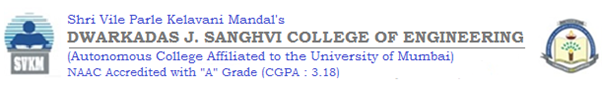 Shri Vile Parle Kelavani Mandal's
DWARKADAS J. SANGHVI COLLEGE OF ENGINEERING
(Autonomous College Affiliated to the University of Mumbai)
NAAC Accredited with "A" Grade (CGPA : 3.18)
SVKM